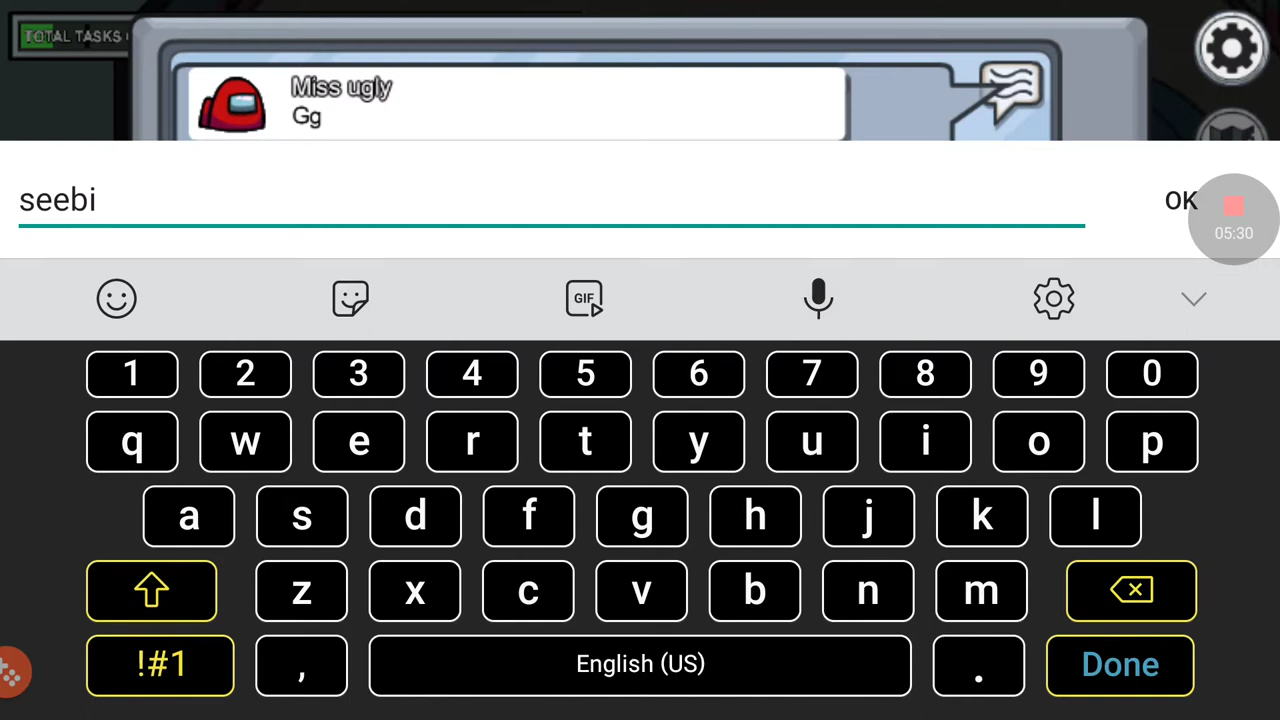 TOTAL TASKS
Miss ugly
Gg
seebi
OK
05:30
GIF
1 2 3 4 5 6 7 8 9 0
q w e r t y u i o p
a s d f g h j k l
z x c v b n m
!#1 , English (US) . Done